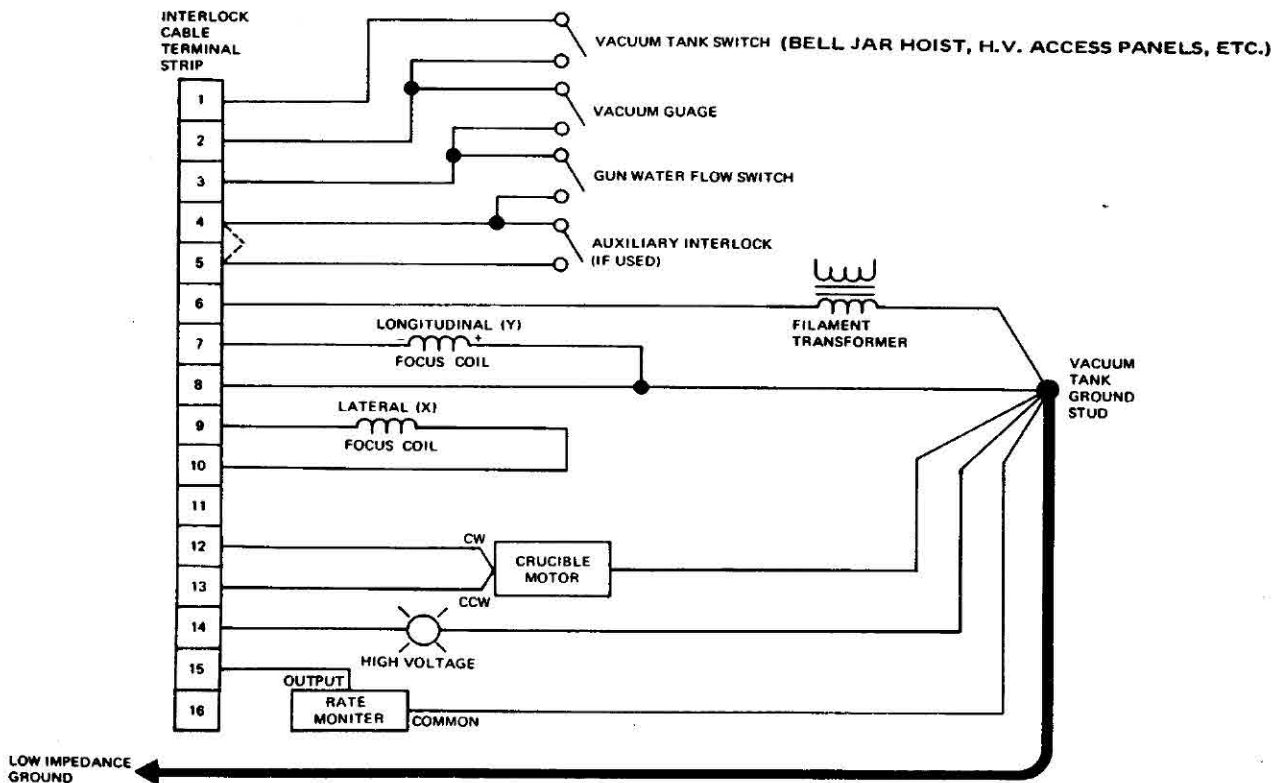 INTERLOCK
CABLE
TERMINAL
STRIP
1
2
3
4
5
6
7
8
9
10
11
12
13
14
15
16
VACUUM TANK SWITCH (BELL JAR HOIST, H.V. ACCESS PANELS, ETC.)
VACUUM GUAGE
GUN WATER FLOW SWITCH
AUXILIARY INTERLOCK
(IF USED)
FILAMENT
TRANSFORMER
LONGITUDINAL (Y)
- +
FOCUS COIL
VACUUM
TANK
GROUND
STUD
LATERAL (X)
FOCUS COIL
CW
CRUCIBLE
MOTOR
CCW
HIGH VOLTAGE
OUTPUT
RATE
MONITER
COMMON
LOW IMPEDANCE
GROUND